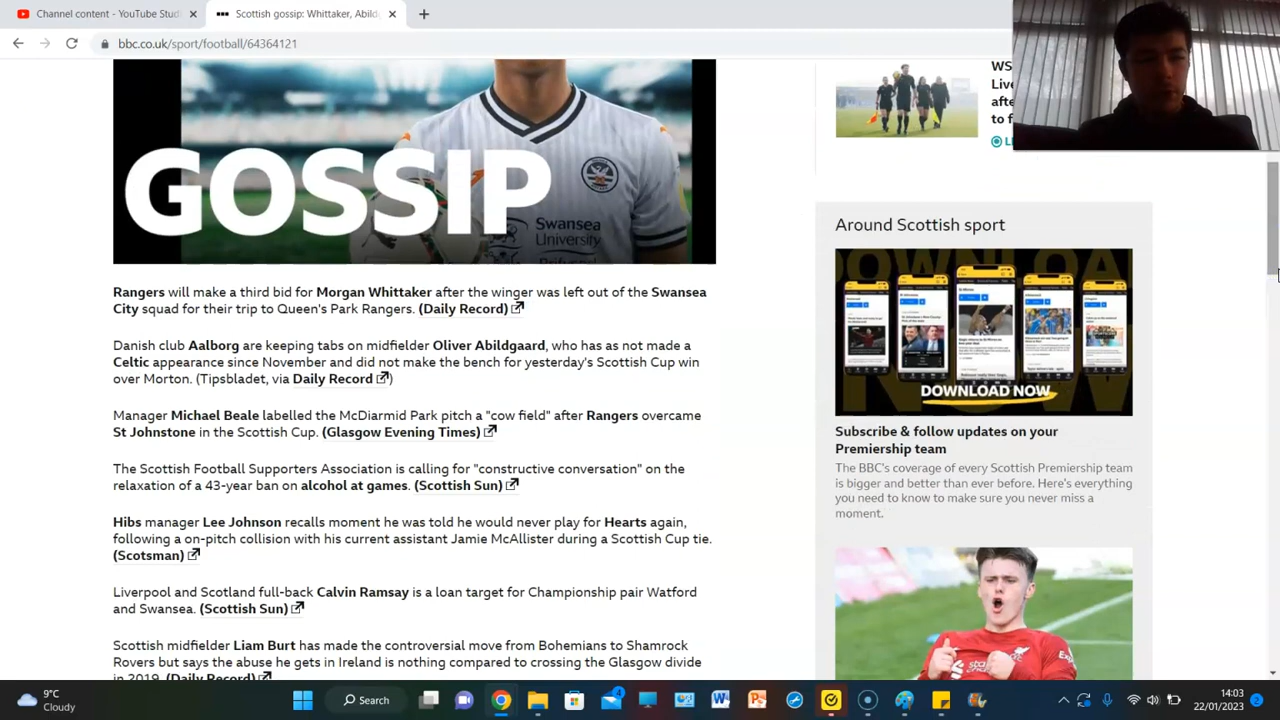 Channel content - YouTube Stud
Scottish gossip: Whittaker, Abild
bbc.co.uk/sport/football/64364121
GOSSIP
Swansea
University
WS
Live
afte
to f
LI
Around Scottish sport
DOWNLOAD NOW
Rangers will make a third bid for Morgan Whittaker after the winger was left out of the Swansea
City squad for their trip to Queen's Park Rangers. (Daily Record)
Danish club Aalborg are keeping tabs on midfielder Oliver Abildgaard, who has as not made a
Celtic appearance since November and did not make the bench for yesterday's Scottish Cup win
over Morton. (Tipsbladet, via Daily Record)
Manager Michael Beale labelled the McDiarmid Park pitch a "cow field" after Rangers overcame
St Johnstone in the Scottish Cup. (Glasgow Evening Times)
The Scottish Football Supporters Association is calling for "constructive conversation" on the
relaxation of a 43-year ban on alcohol at games. (Scottish Sun)
Hibs manager Lee Johnson recalls moment he was told he would never play for Hearts again,
following a on-pitch collision with his current assistant Jamie McAllister during a Scottish Cup tie.
(Scotsman)
Liverpool and Scotland full-back Calvin Ramsay is a loan target for Championship pair Watford
and Swansea. (Scottish Sun)
Scottish midfielder Liam Burt has made the controversial move from Bohemians to Shamrock
Rovers but says the abuse he gets in Ireland is nothing compared to crossing the Glasgow divide
in 2019. (Daily Record)
Subscribe & follow updates on your
Premiership team
The BBC's coverage of every Scottish Premiership team
is bigger and better than ever before. Here's everything
you need to know to make sure you never miss a
moment.
9°C
Cloudy
Search
4
14:03
22/01/2023
2